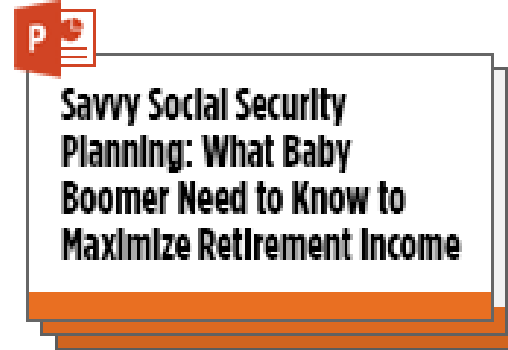 P
Savvy Social Security
Planning: What Baby
Boomer Need to Know to
Maximize Retirement Income